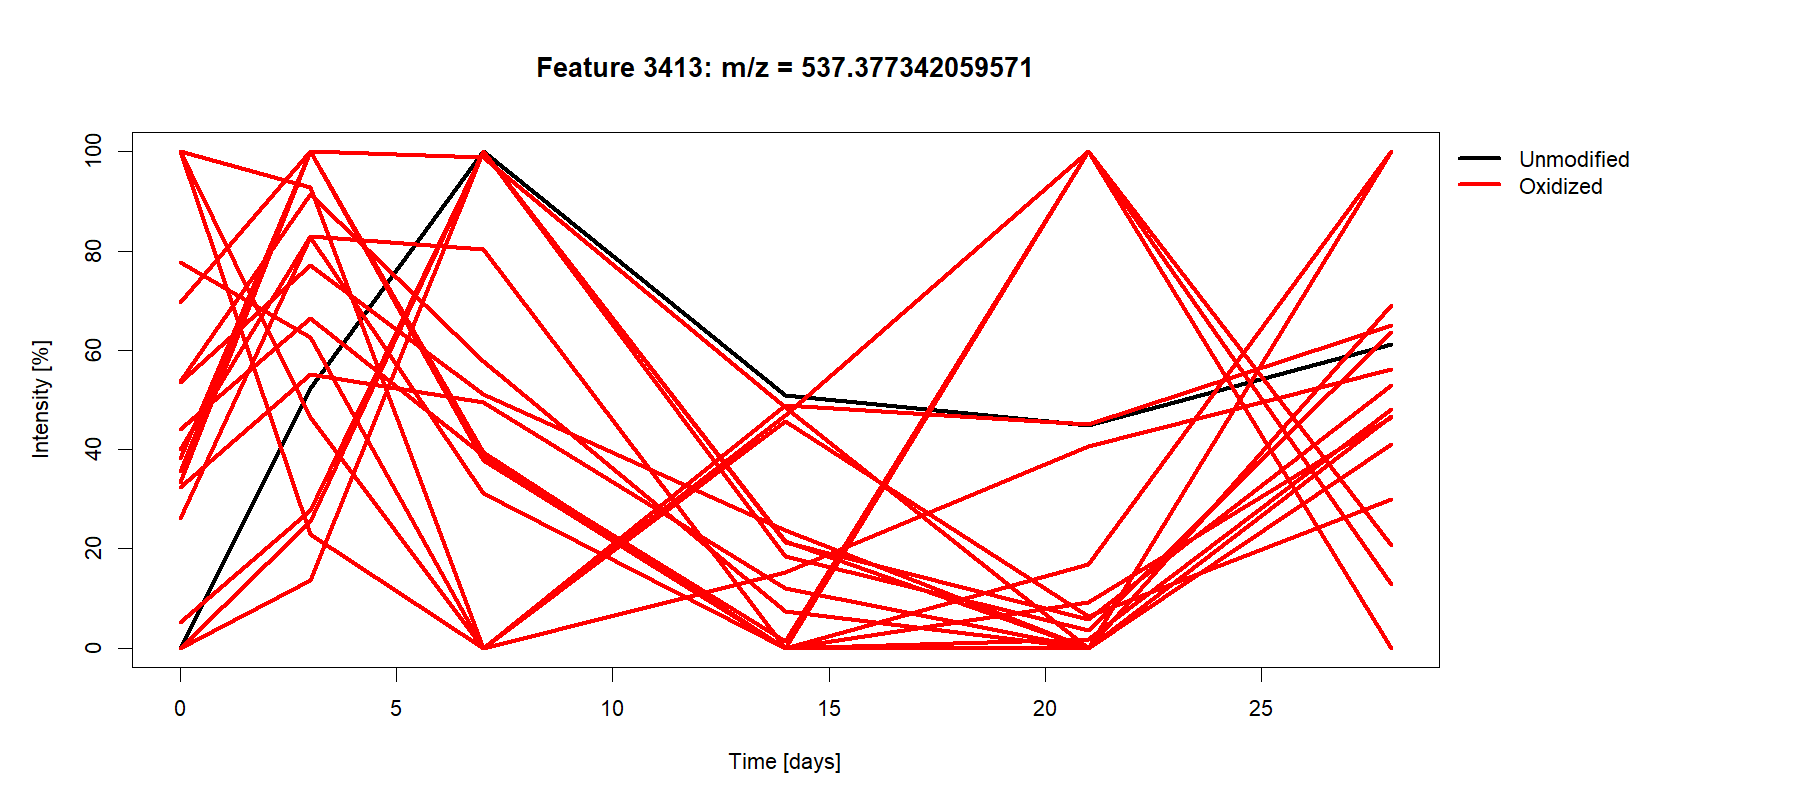 Feature 3413: m/z = 537.377342059571
Unmodified
Oxidized
100
80
60
40
20
0
Intensity [%]
0 5 10 15 20 25
Time [days]